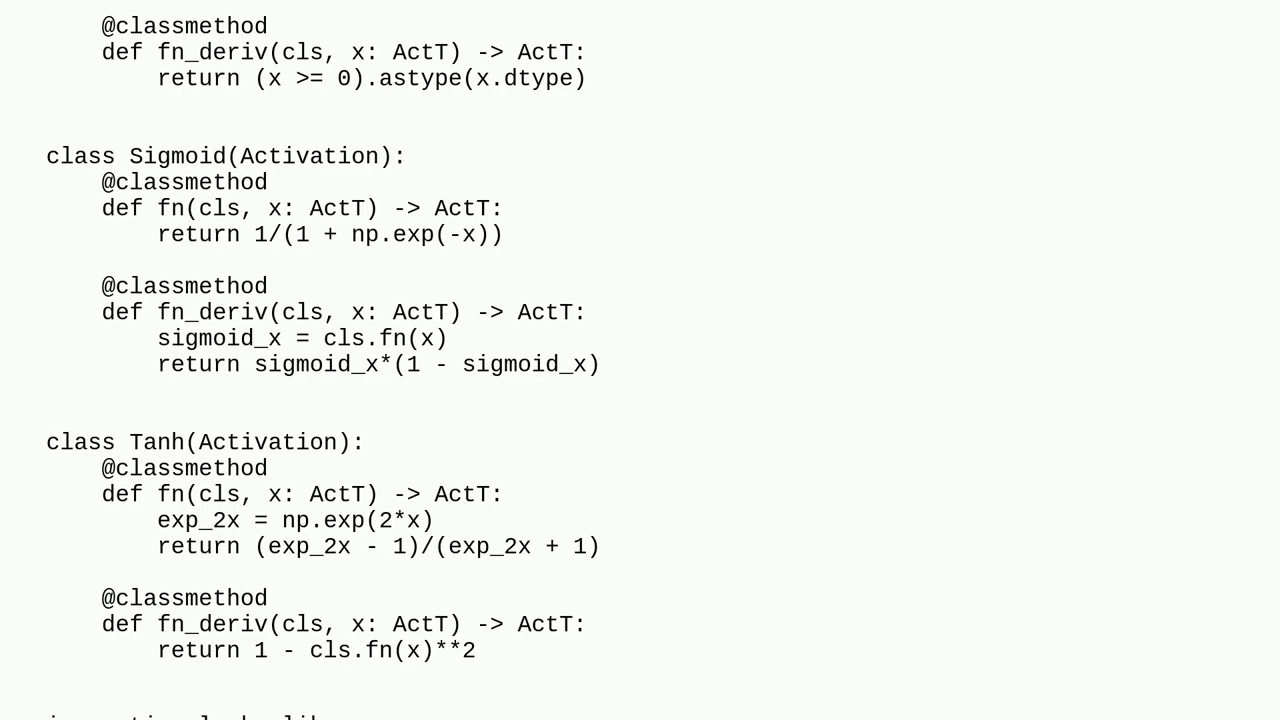 @classmethod
    def fn_deriv(cls, x: ActT) -> ActT:
        return (x >= 0).astype(x.dtype)


class Sigmoid(Activation):
    @classmethod
    def fn(cls, x: ActT) -> ActT:
        return 1/(1 + np.exp(-x))

    @classmethod
    def fn_deriv(cls, x: ActT) -> ActT:
        sigmoid_x = cls.fn(x)
        return sigmoid_x*(1 - sigmoid_x)


class Tanh(Activation):
    @classmethod
    def fn(cls, x: ActT) -> ActT:
        exp_2x = np.exp(2*x)
        return (exp_2x - 1)/(exp_2x + 1)

    @classmethod
    def fn_deriv(cls, x: ActT) -> ActT:
        return 1 - cls.fn(x)**2